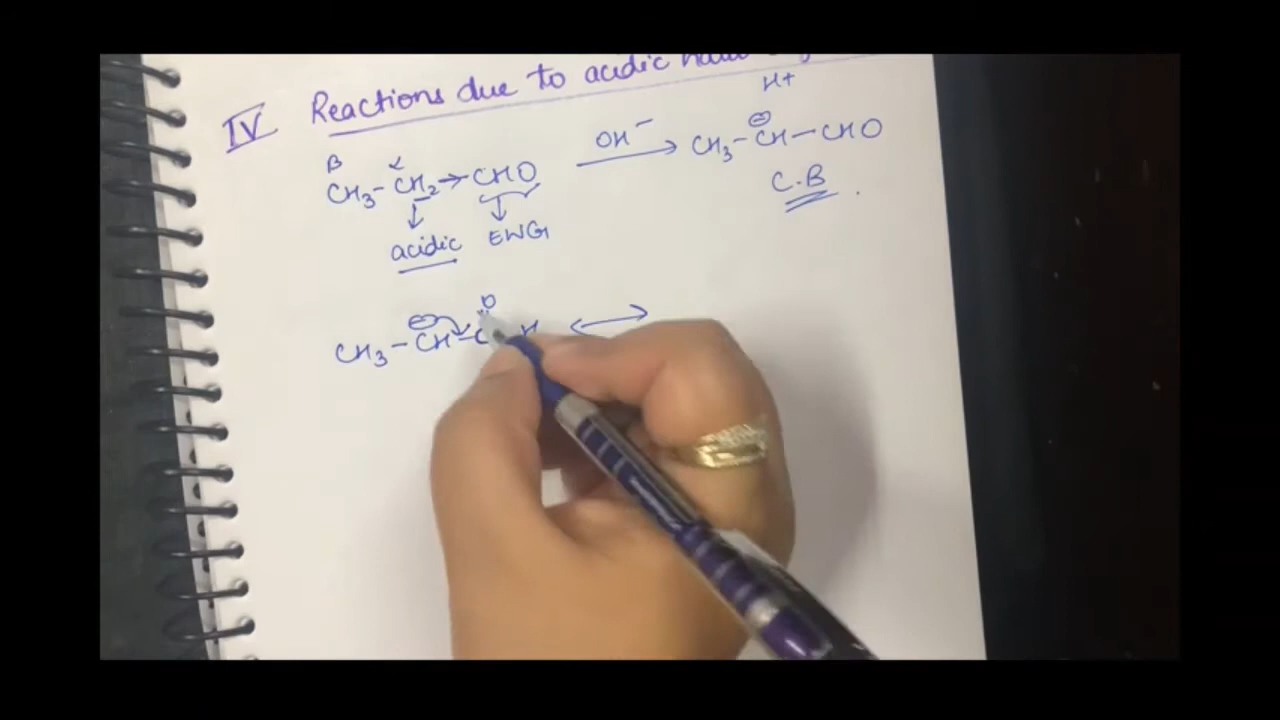 IV Reactions due to acidic
H+
β α
CH3-CH2→CHO OH⁻ → CH3-CH-CHO
⊖
↓ ↓ C.B
acidic EWG
O
⊖
CH3-CH-C H ↔